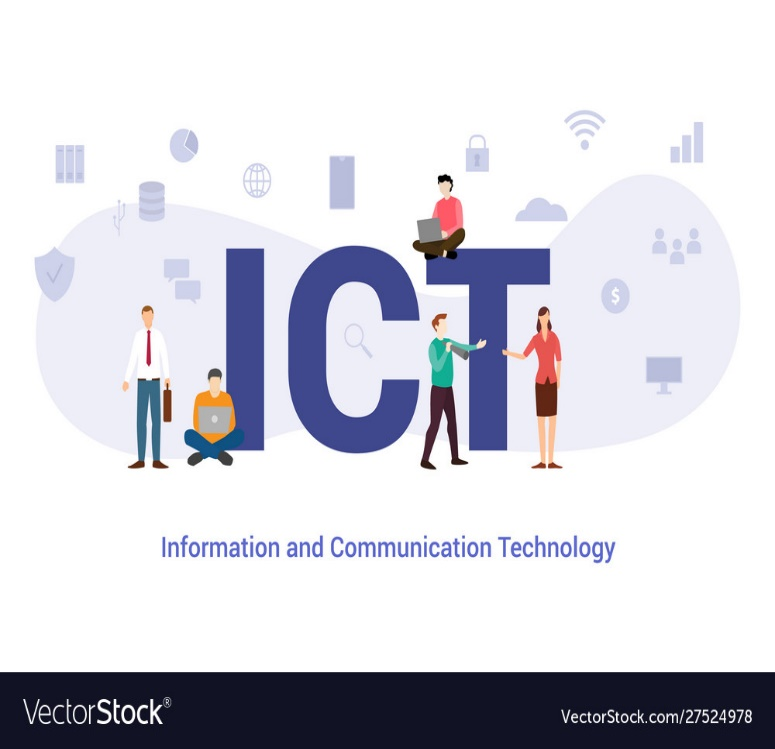 ICT
$
Information and Communication Technology
VectorStock®
VectorStock.com/27524978